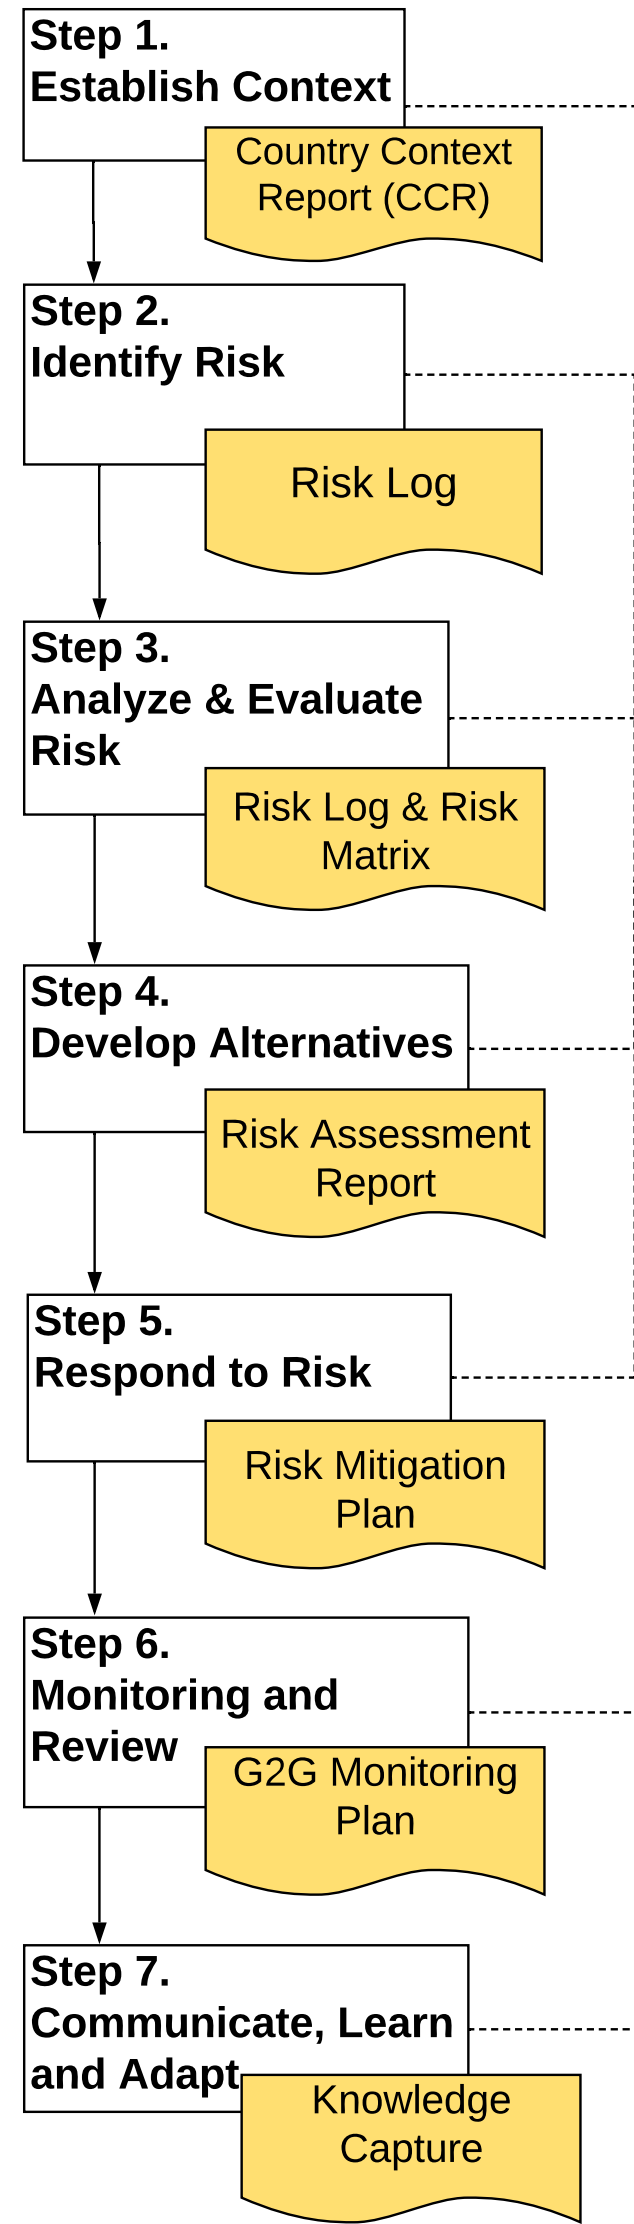 Step 1.
Establish Context
Country Context
Report (CCR)
Step 2.
Identify Risk
Risk Log
Step 3.
Analyze & Evaluate
Risk
Risk Log & Risk
Matrix
Step 4.
Develop Alternatives
Risk Assessment
Report
Step 5.
Respond to Risk
Risk Mitigation
Plan
Step 6.
Monitoring and
Review
G2G Monitoring
Plan
Step 7.
Communicate, Learn
and Adapt
Knowledge
Capture